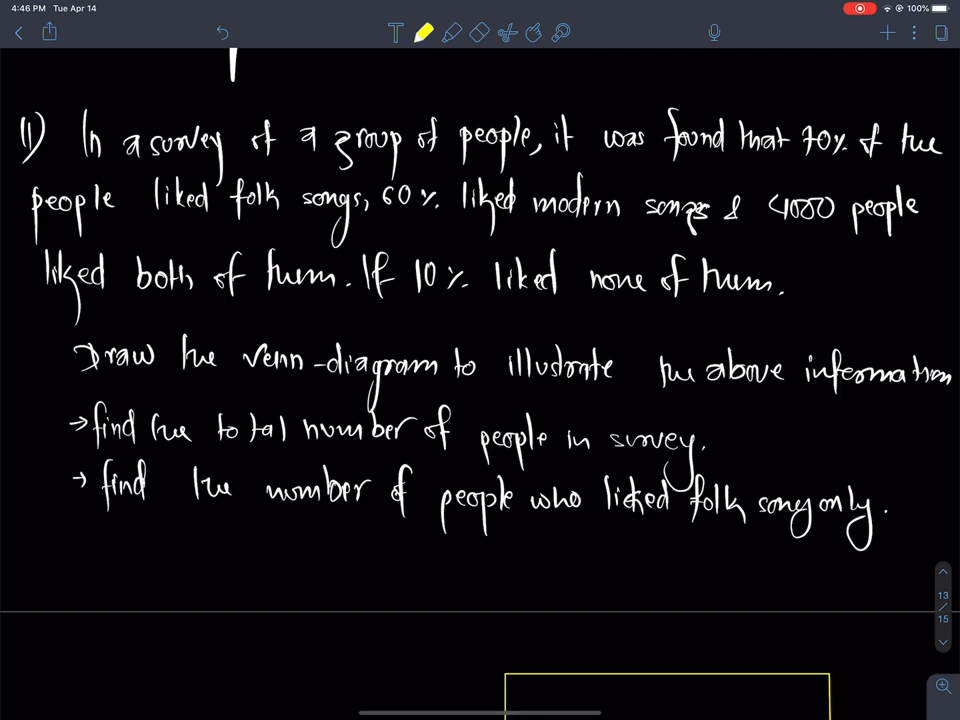 4:46 PM Tue Apr 14
100%
11) In a survey of a group of people, it was found that 70% of the
people liked folk songs, 60% liked modern songs & 4000 people
liked both of them. If 10% liked none of them.
Draw the venn-diagram to illustrate the above information
→ find the total number of people in survey.
→ find the number of people who licked folk song only.
13
/
15